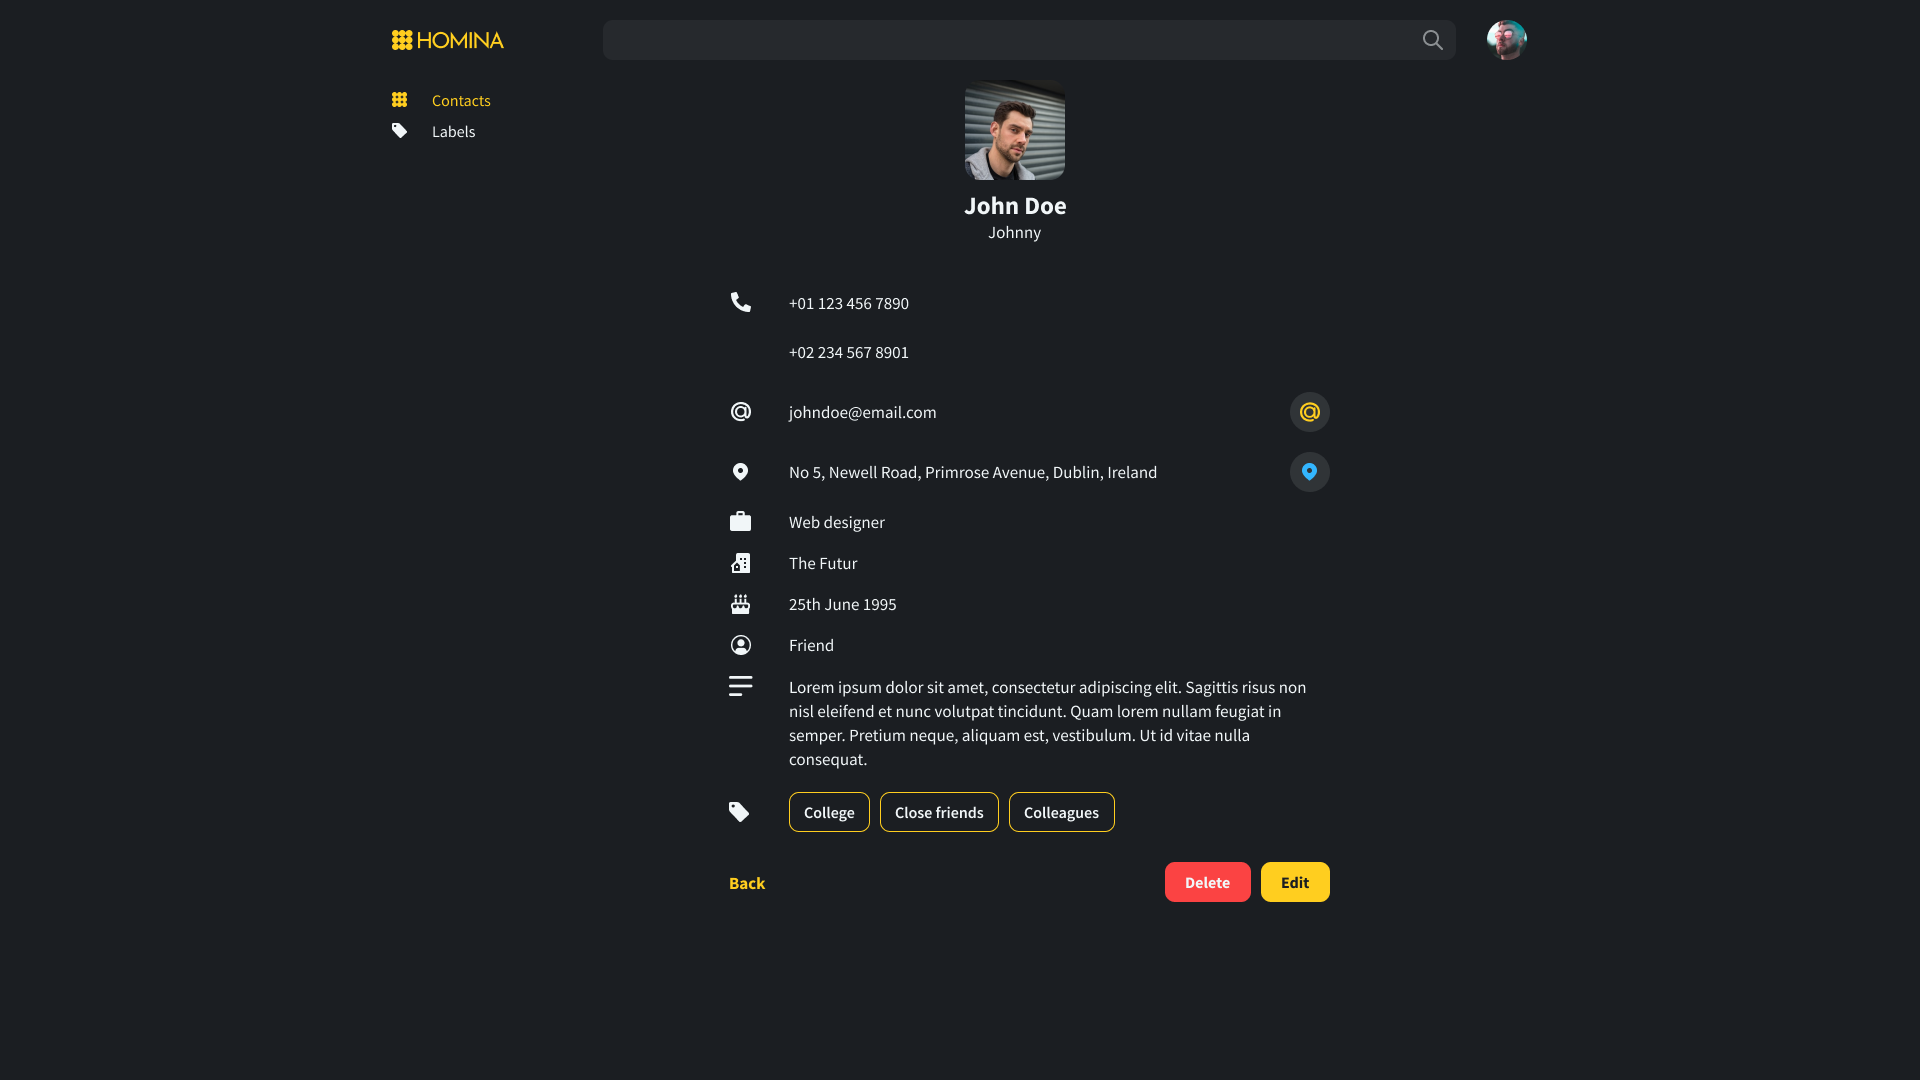 HOMINA
Contacts
Labels
John Doe
Johnny
+01 123 456 7890
+02 234 567 8901
johndoe@email.com
No 5, Newell Road, Primrose Avenue, Dublin, Ireland
Web designer
The Futur
25th June 1995
Friend
Lorem ipsum dolor sit amet, consectetur adipiscing elit. Sagittis risus non
nisl eleifend et nunc volutpat tincidunt. Quam lorem nullam feugiat in
semper. Pretium neque, aliquam est, vestibulum. Ut id vitae nulla
consequat.
College Close friends Colleagues
Back Delete Edit